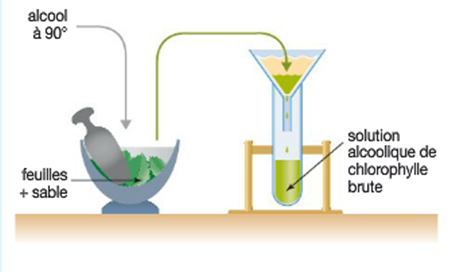 alcool
à 90°
feuilles
+ sable
solution
alcoolique de
chlorophylle
brute